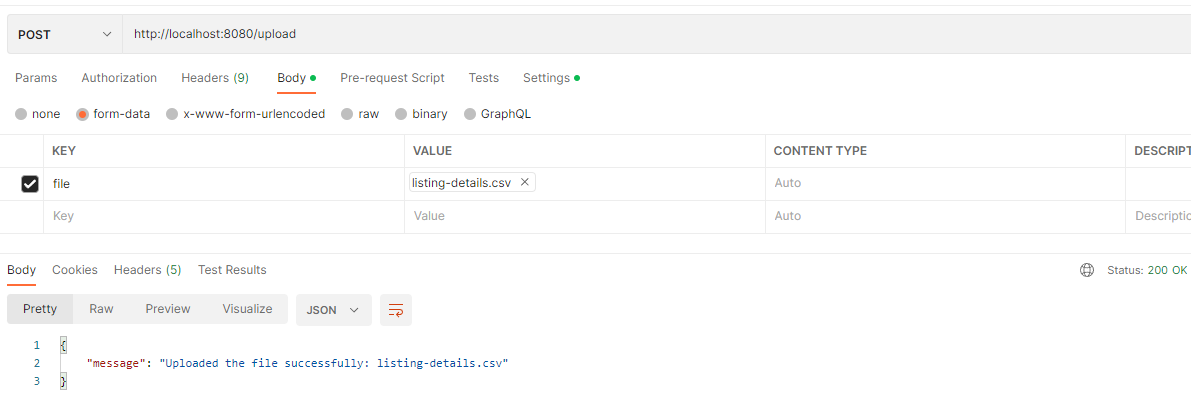 POST http://localhost:8080/upload
Params Authorization Headers (9) Body Pre-request Script Tests Settings
none form-data x-www-form-urlencoded raw binary GraphQL
KEY VALUE CONTENT TYPE DESCRIPT
file listing-details.csv Auto
Key Value Auto Descriptio
Body Cookies Headers (5) Test Results Status: 200 OK
Pretty Raw Preview Visualize JSON
1 {
2 "message": "Uploaded the file successfully: listing-details.csv"
3 }